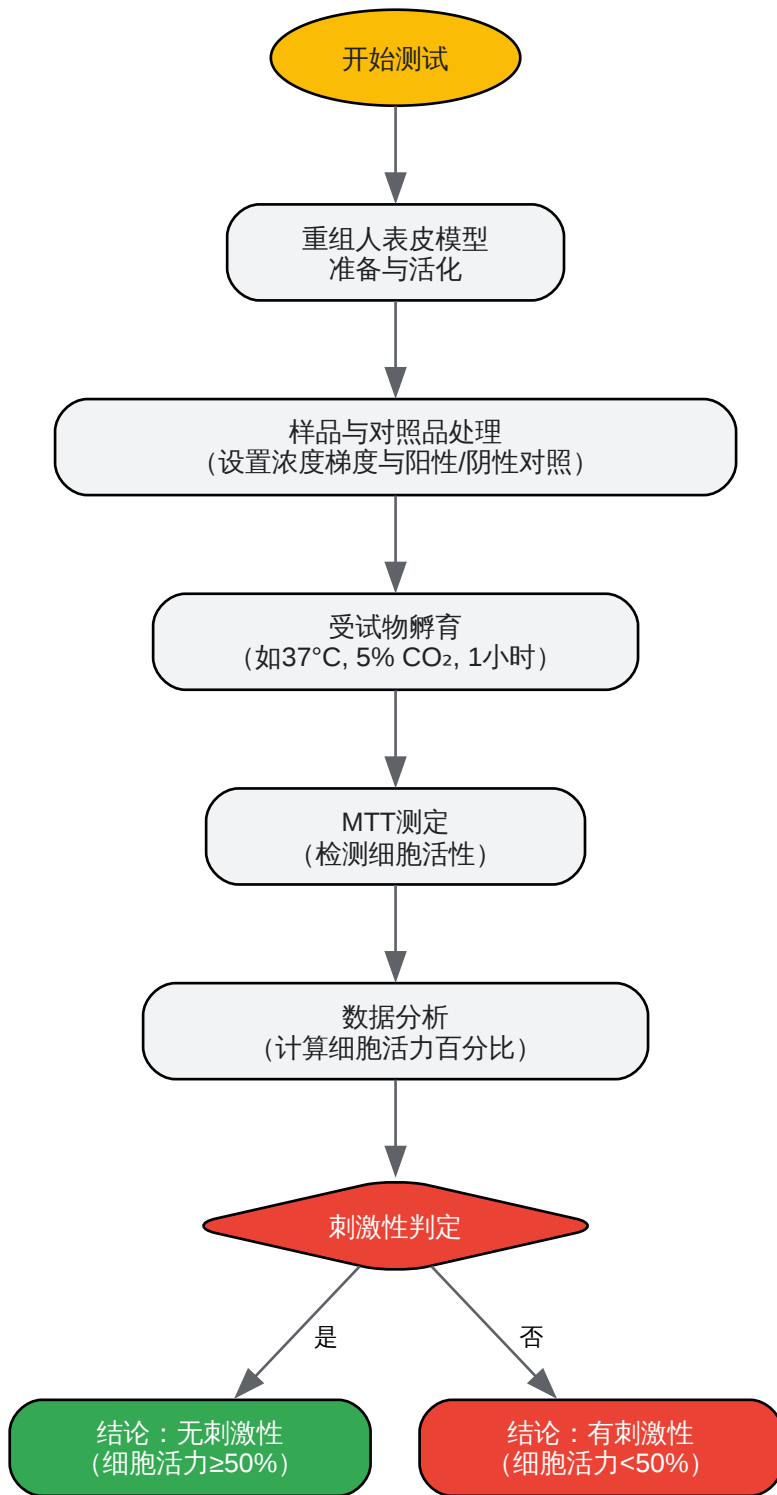 开始测试
重组人表皮模型
准备与活化
样品与对照品处理
（设置浓度梯度与阳性/阴性对照）
受试物孵育
（如37°C, 5% CO₂, 1小时）
MTT测定
（检测细胞活性）
数据分析
（计算细胞活力百分比）
刺激性判定
是
否
结论：无刺激性
（细胞活力≥50%）
结论：有刺激性
（细胞活力<50%）